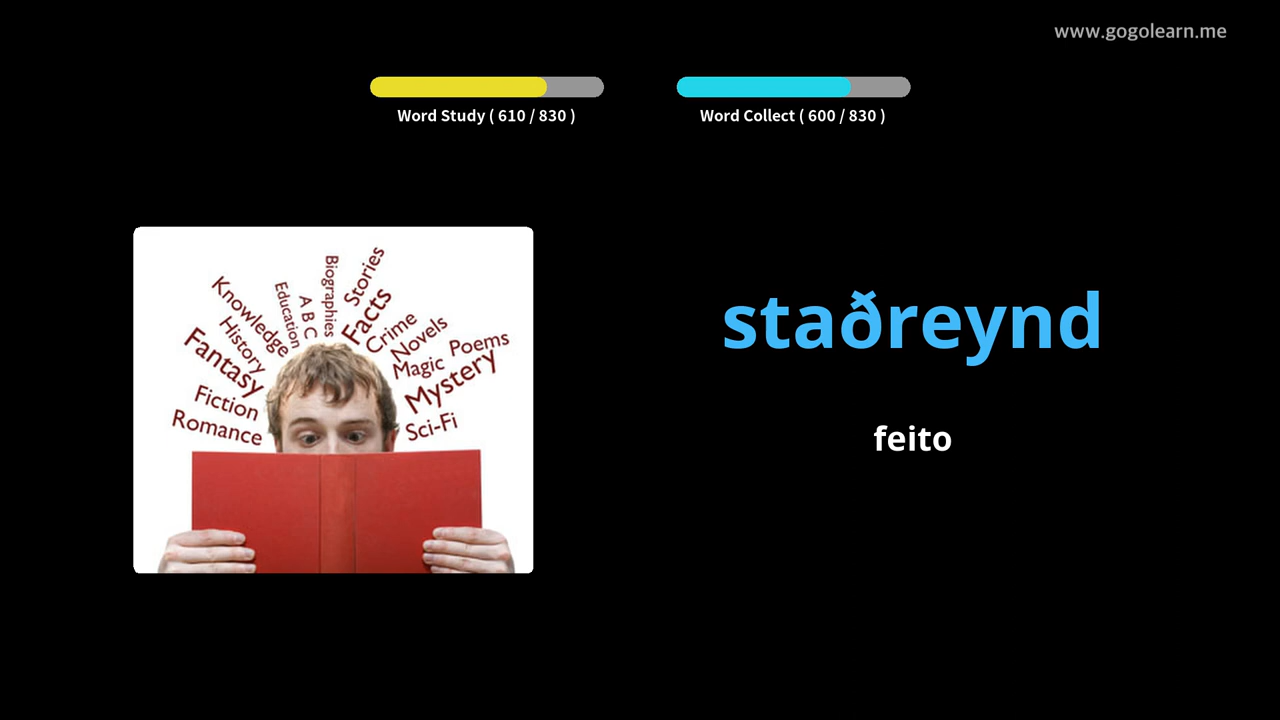 www.gogolearn.me
Word Study ( 610 / 830 )
Word Collect ( 600 / 830 )
Romance
Fiction
Fantasy
History
Knowledge
Education
A B C
Biographies
Stories
Facts
Crime
Novels
Magic
Poems
Mystery
Sci-Fi
staðreynd
feito